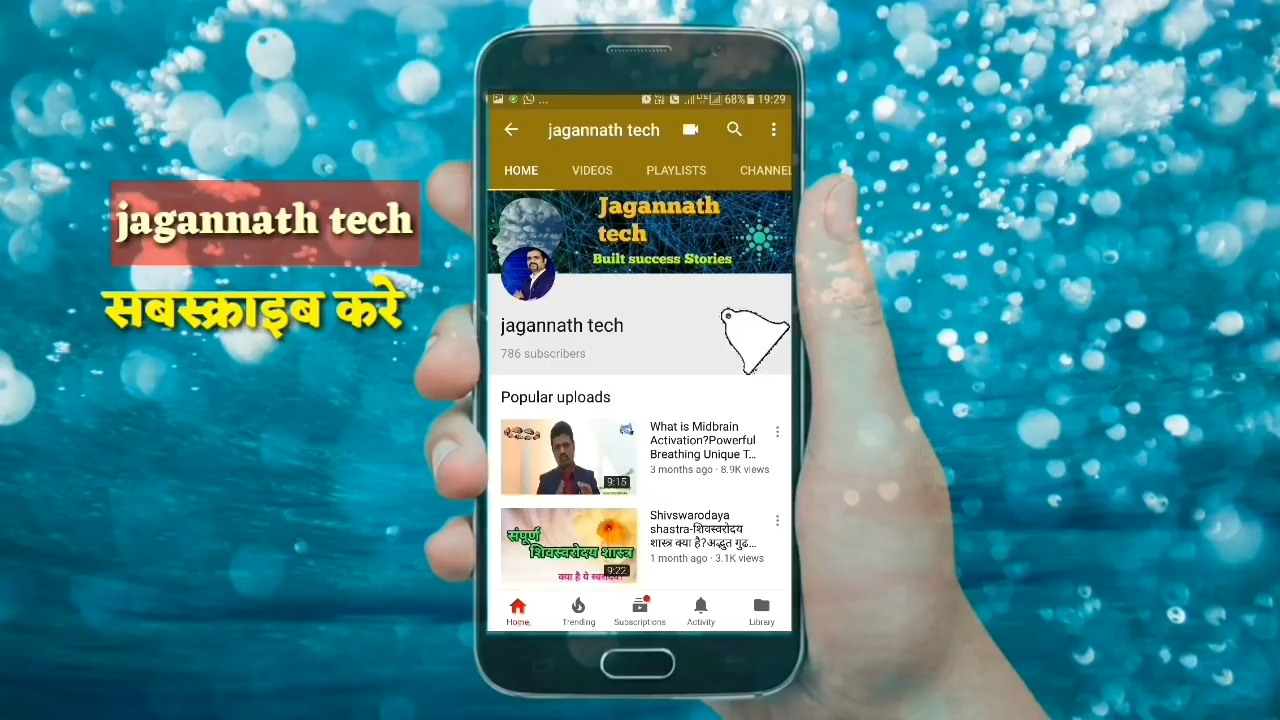 jagannath tech
सबस्क्राइब करे
... 68% 19:29
jagannath tech
HOME VIDEOS PLAYLISTS CHANNEL
Jagannath
tech
Built success Stories
jagannath tech
786 subscribers
Popular uploads
What is Midbrain
Activation?Powerful
Breathing Unique T...
3 months ago · 8.9K views
9:15
Shivswarodaya
shastra-शिवस्वरोदय
शास्त्र क्या है?अद्भुत गुढ...
1 month ago · 3.1K views
संपूर्ण
शिवस्वरोदय शास्त्र
9:22
क्या है ये स्वरोदय?
Home Trending Subscriptions Activity Library